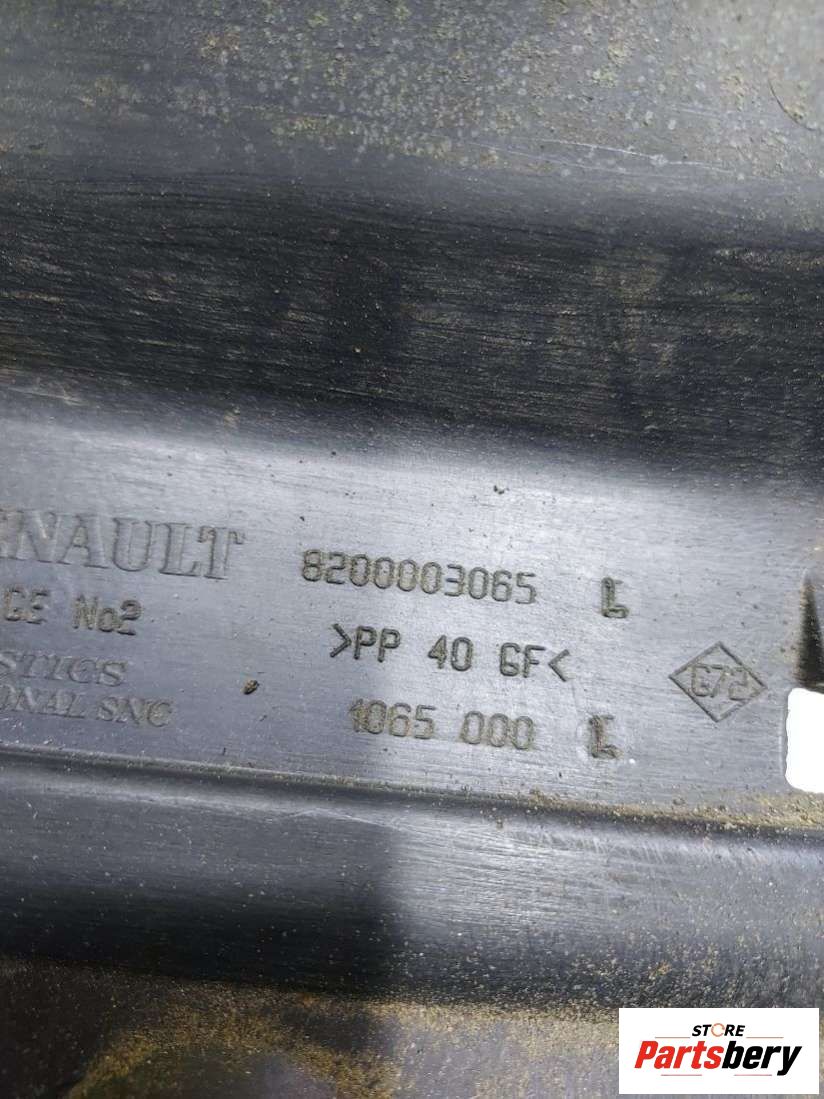 ENAULT 8200003065
CE No2 >PP 40 GF<
STICS G72
ONAL SNC 1065 000
STORE
Partsbery